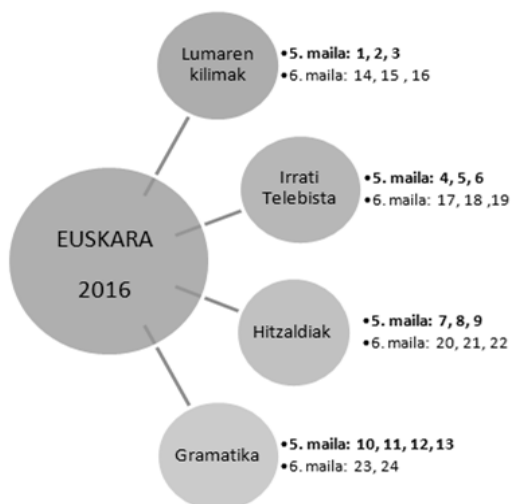 Lumaren
kilimak
•5. maila: 1, 2, 3
•6. maila: 14, 15 , 16
Irrati
Telebista
•5. maila: 4, 5, 6
•6. maila: 17, 18 ,19
EUSKARA
2016
Hitzaldiak
•5. maila: 7, 8, 9
•6. maila: 20, 21, 22
Gramatika
•5. maila: 10, 11, 12, 13
•6. maila: 23, 24